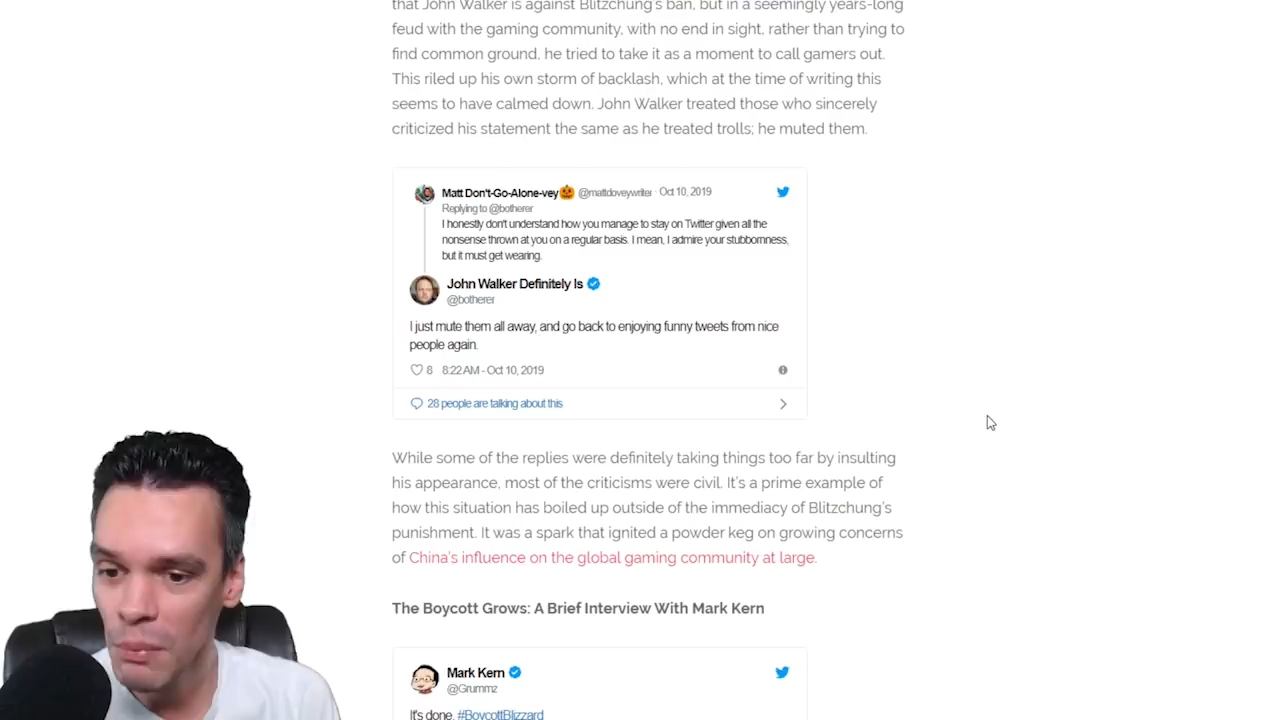 that John Walker is against Blitzchung's ban, but in a seemingly years-long
feud with the gaming community, with no end in sight, rather than trying to
find common ground, he tried to take it as a moment to call gamers out.
This riled up his own storm of backlash, which at the time of writing this
seems to have calmed down. John Walker treated those who sincerely
criticized his statement the same as he treated trolls; he muted them.
Matt Don't-Go-Alone-vey🎃 @mattdoveywriter · Oct 10, 2019
Replying to @botherer
I honestly don't understand how you manage to stay on Twitter given all the
nonsense thrown at you on a regular basis. I mean, I admire your stubbornness,
but it must get wearing.
John Walker Definitely Is
@botherer
I just mute them all away, and go back to enjoying funny tweets from nice
people again.
8 8:22 AM - Oct 10, 2019
28 people are talking about this
While some of the replies were definitely taking things too far by insulting
his appearance, most of the criticisms were civil. It's a prime example of
how this situation has boiled up outside of the immediacy of Blitzchung's
punishment. It was a spark that ignited a powder keg on growing concerns
of China's influence on the global gaming community at large.
The Boycott Grows: A Brief Interview With Mark Kern
Mark Kern
@Grummz
It's done. #BoycottBlizzard